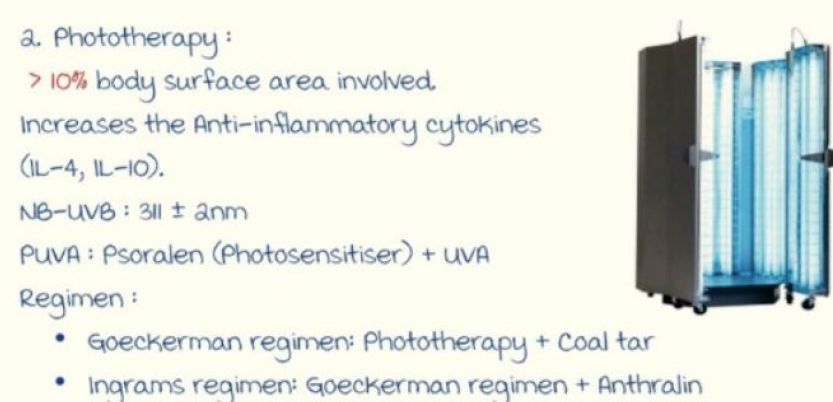 2. Phototherapy :
> 10% body surface area involved.
Increases the Anti-inflammatory cytokines
(IL-4, IL-10).
NB-UVB : 311 ± 2nm
PUVA : Psoralen (Photosensitiser) + UVA
Regimen :
• Goeckerman regimen: Phototherapy + Coal tar
• Ingrams regimen: Goeckerman regimen + Anthralin